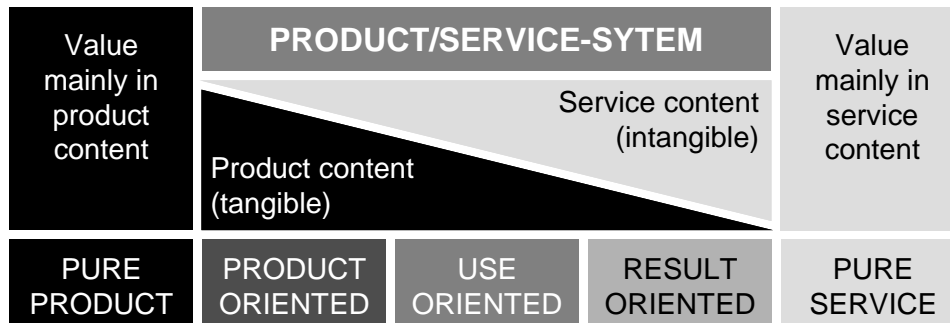 Value
mainly in
product
content
PRODUCT/SERVICE-SYTEM
Service content
(intangible)
Product content
(tangible)
Value
mainly in
service
content
PURE
PRODUCT
PRODUCT
ORIENTED
USE
ORIENTED
RESULT
ORIENTED
PURE
SERVICE